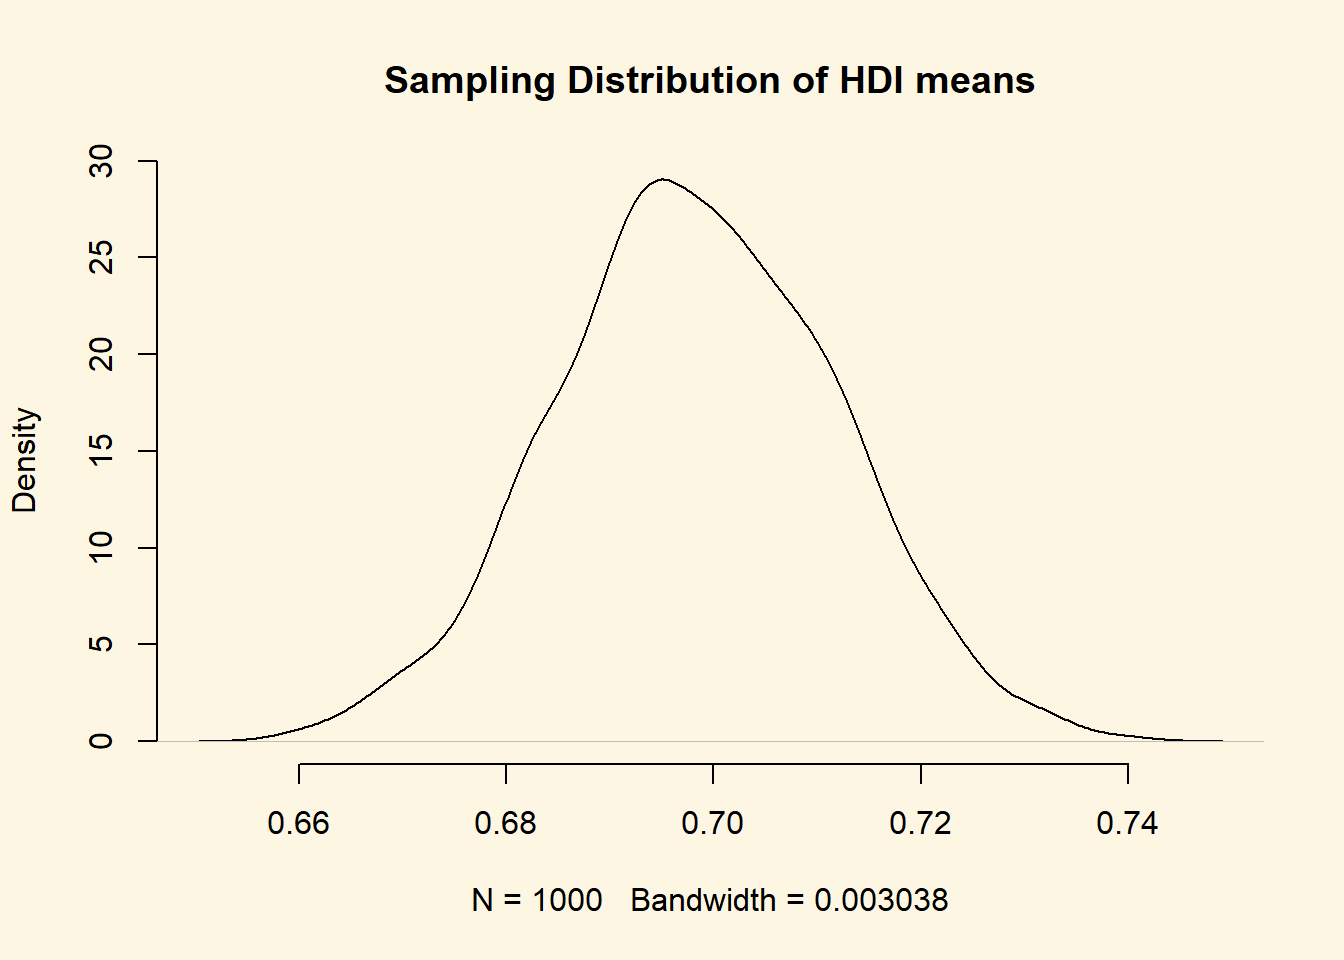 Sampling Distribution of HDI means
Density
30
25
20
15
10
5
0
0.66 0.68 0.70 0.72 0.74
N = 1000 Bandwidth = 0.003038